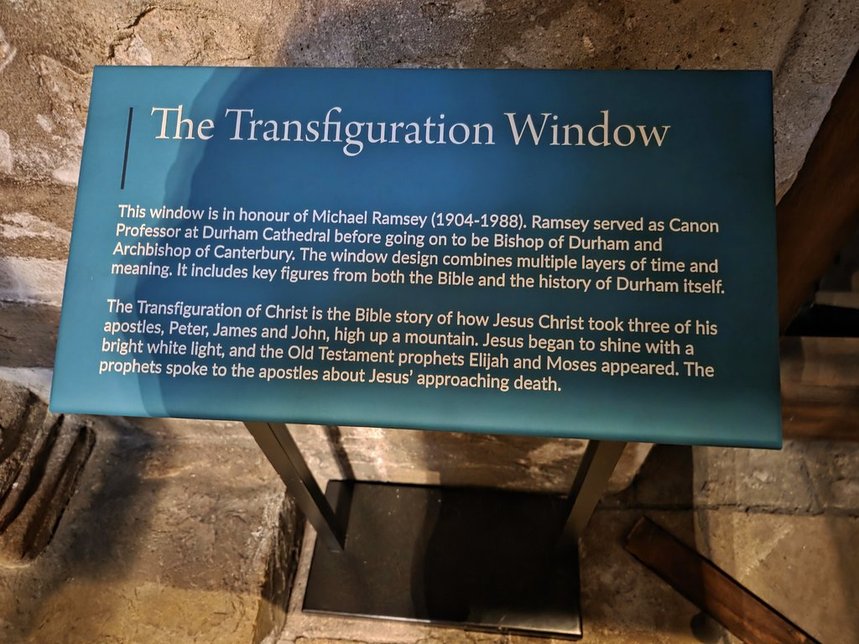 The Transfiguration Window
This window is in honour of Michael Ramsey (1904-1988). Ramsey served as Canon
Professor at Durham Cathedral before going on to be Bishop of Durham and
Archbishop of Canterbury. The window design combines multiple layers of time and
meaning. It includes key figures from both the Bible and the history of Durham itself.
The Transfiguration of Christ is the Bible story of how Jesus Christ took three of his
apostles, Peter, James and John, high up a mountain. Jesus began to shine with a
bright white light, and the Old Testament prophets Elijah and Moses appeared. The
prophets spoke to the apostles about Jesus’ approaching death.